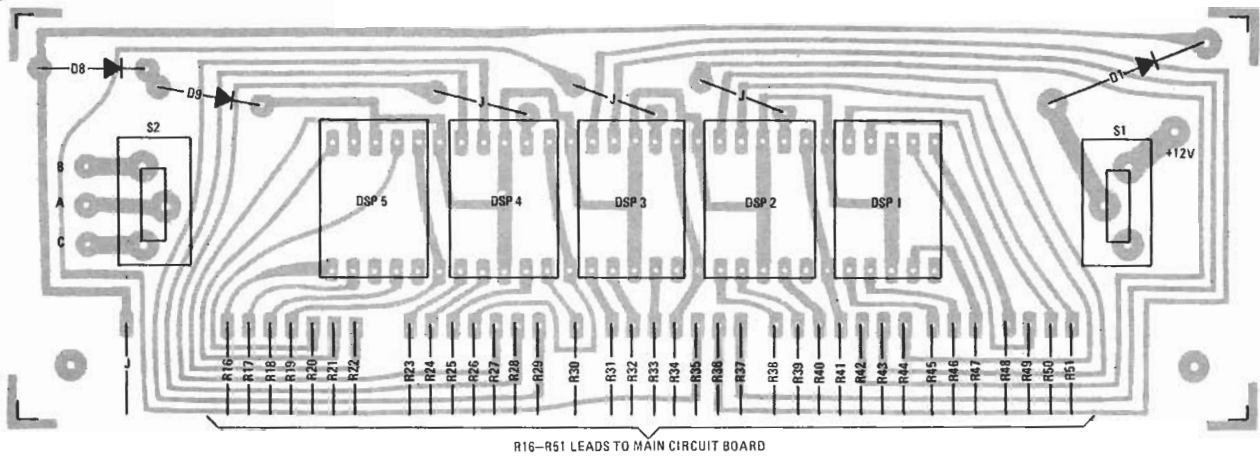 D8
D9
D1
J
J
J
S2
S1
+12V
B
A
C
DSP 5
DSP 4
DSP 3
DSP 2
DSP 1
J
R16
R17
R18
R19
R20
R21
R22
R23
R24
R25
R26
R27
R28
R29
R30
R31
R32
R33
R34
R35
R36
R37
R38
R39
R40
R41
R42
R43
R44
R45
R46
R47
R48
R49
R50
R51
R16–R51 LEADS TO MAIN CIRCUIT BOARD